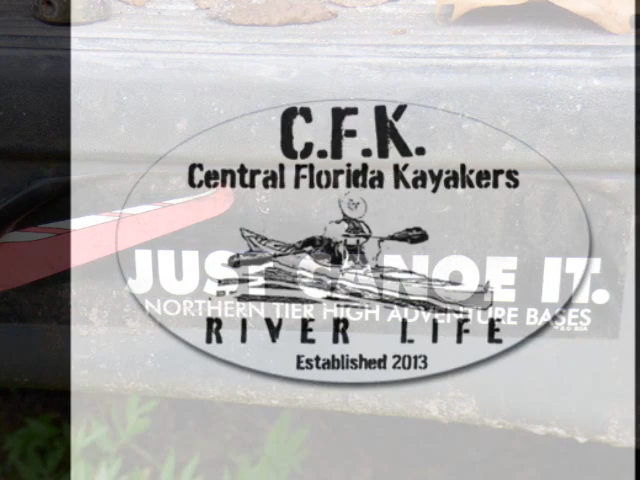 C.F.K.
Central Florida Kayakers
JUST CANOE IT.
NORTHERN TIER HIGH ADVENTURE BASES
RIVER LIFE
Established 2013